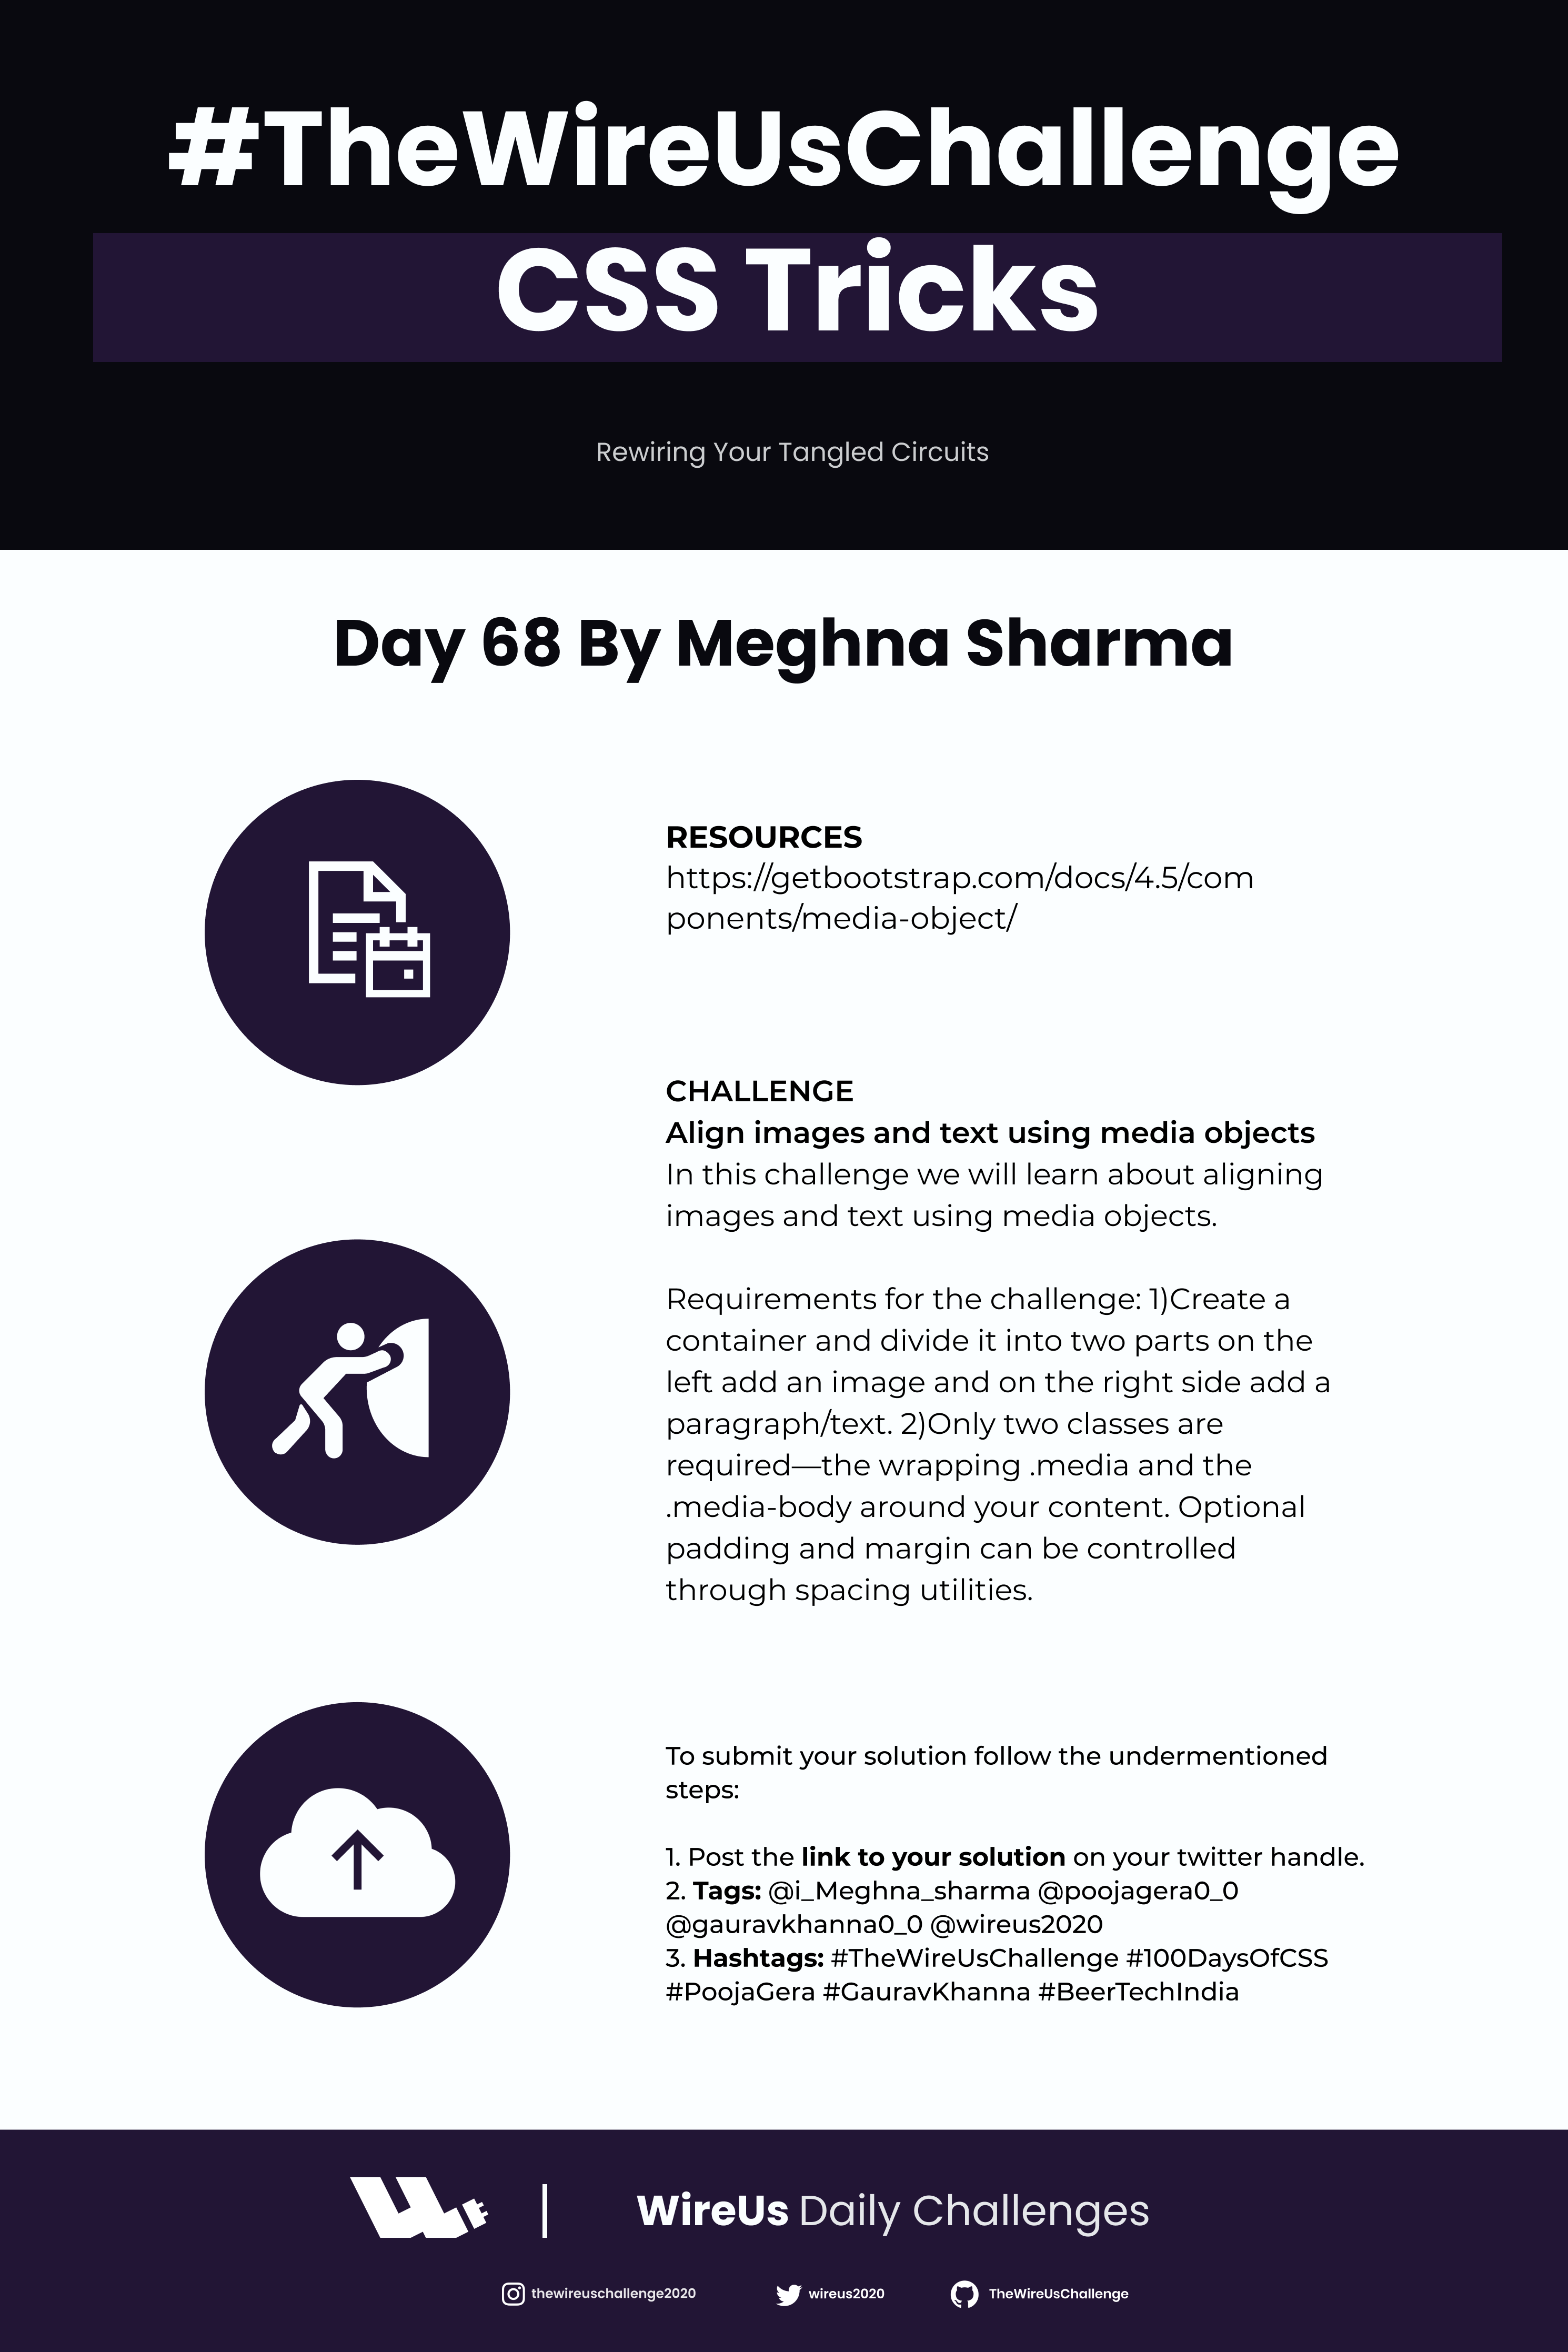 #TheWireUsChallenge
CSS Tricks
Rewiring Your Tangled Circuits
Day 68 By Meghna Sharma
RESOURCES
https://getbootstrap.com/docs/4.5/com
ponents/media-object/
CHALLENGE
Align images and text using media objects
In this challenge we will learn about aligning
images and text using media objects.
Requirements for the challenge: 1)Create a
container and divide it into two parts on the
left add an image and on the right side add a
paragraph/text. 2)Only two classes are
required—the wrapping .media and the
.media-body around your content. Optional
padding and margin can be controlled
through spacing utilities.
To submit your solution follow the undermentioned
steps:
1. Post the link to your solution on your twitter handle.
2. Tags: @i_Meghna_sharma @poojagera0_0
@gauravkhanna0_0 @wireus2020
3. Hashtags: #TheWireUsChallenge #100DaysOfCSS
#PoojaGera #GauravKhanna #BeerTechIndia
WireUs Daily Challenges
thewireuschallenge2020 wireus2020 TheWireUsChallenge